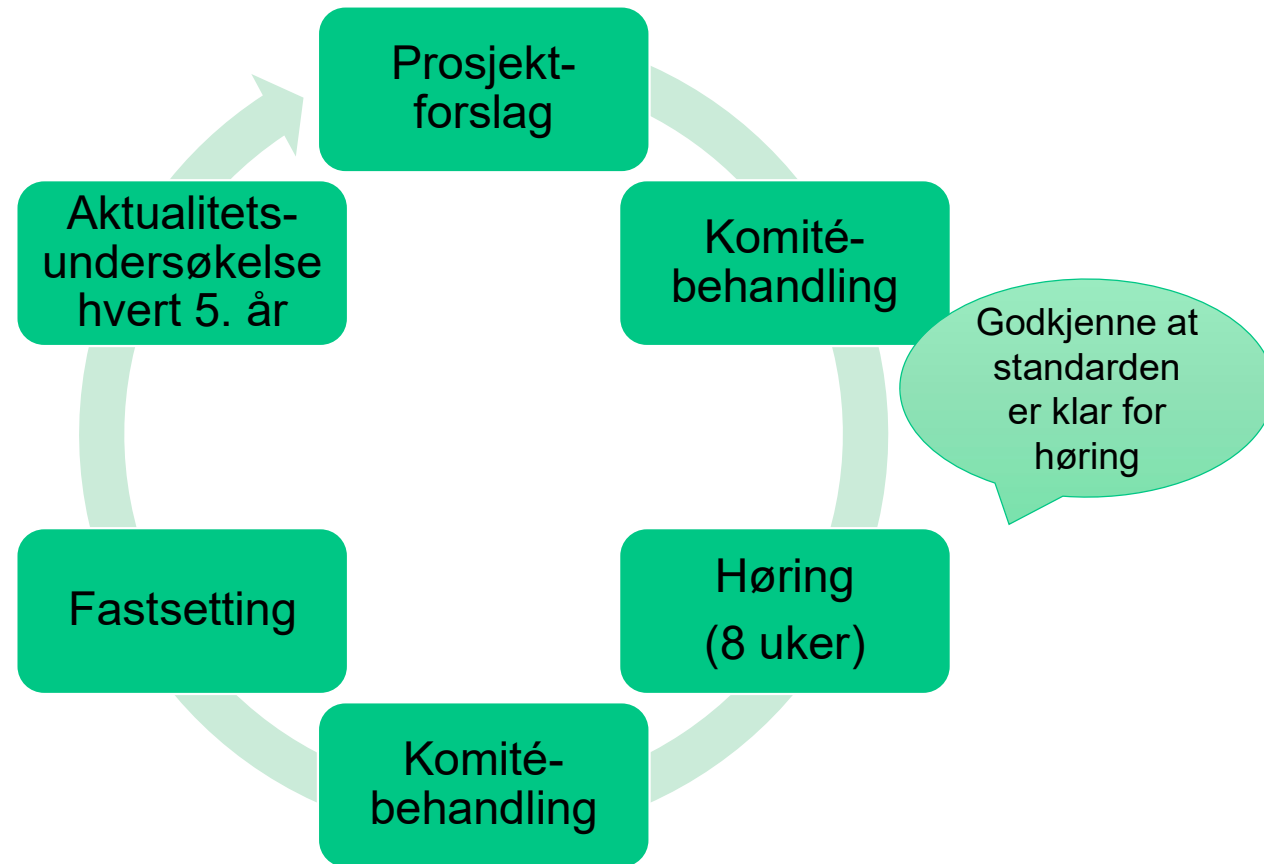 Prosjekt-
forslag
Komité-
behandling
Godkjenne at
standarden
er klar for
høring
Høring
(8 uker)
Komité-
behandling
Fastsetting
Aktualitets-
undersøkelse
hvert 5. år